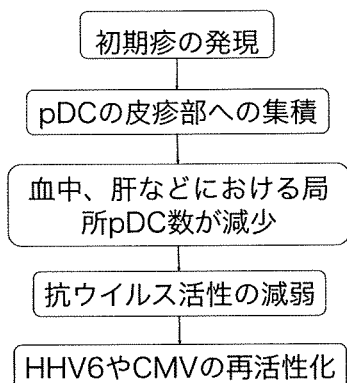 初期疹の発現
pDCの皮疹部への集積
血中、肝などにおける局
所pDC数が減少
抗ウイルス活性の減弱
HHV6やCMVの再活性化